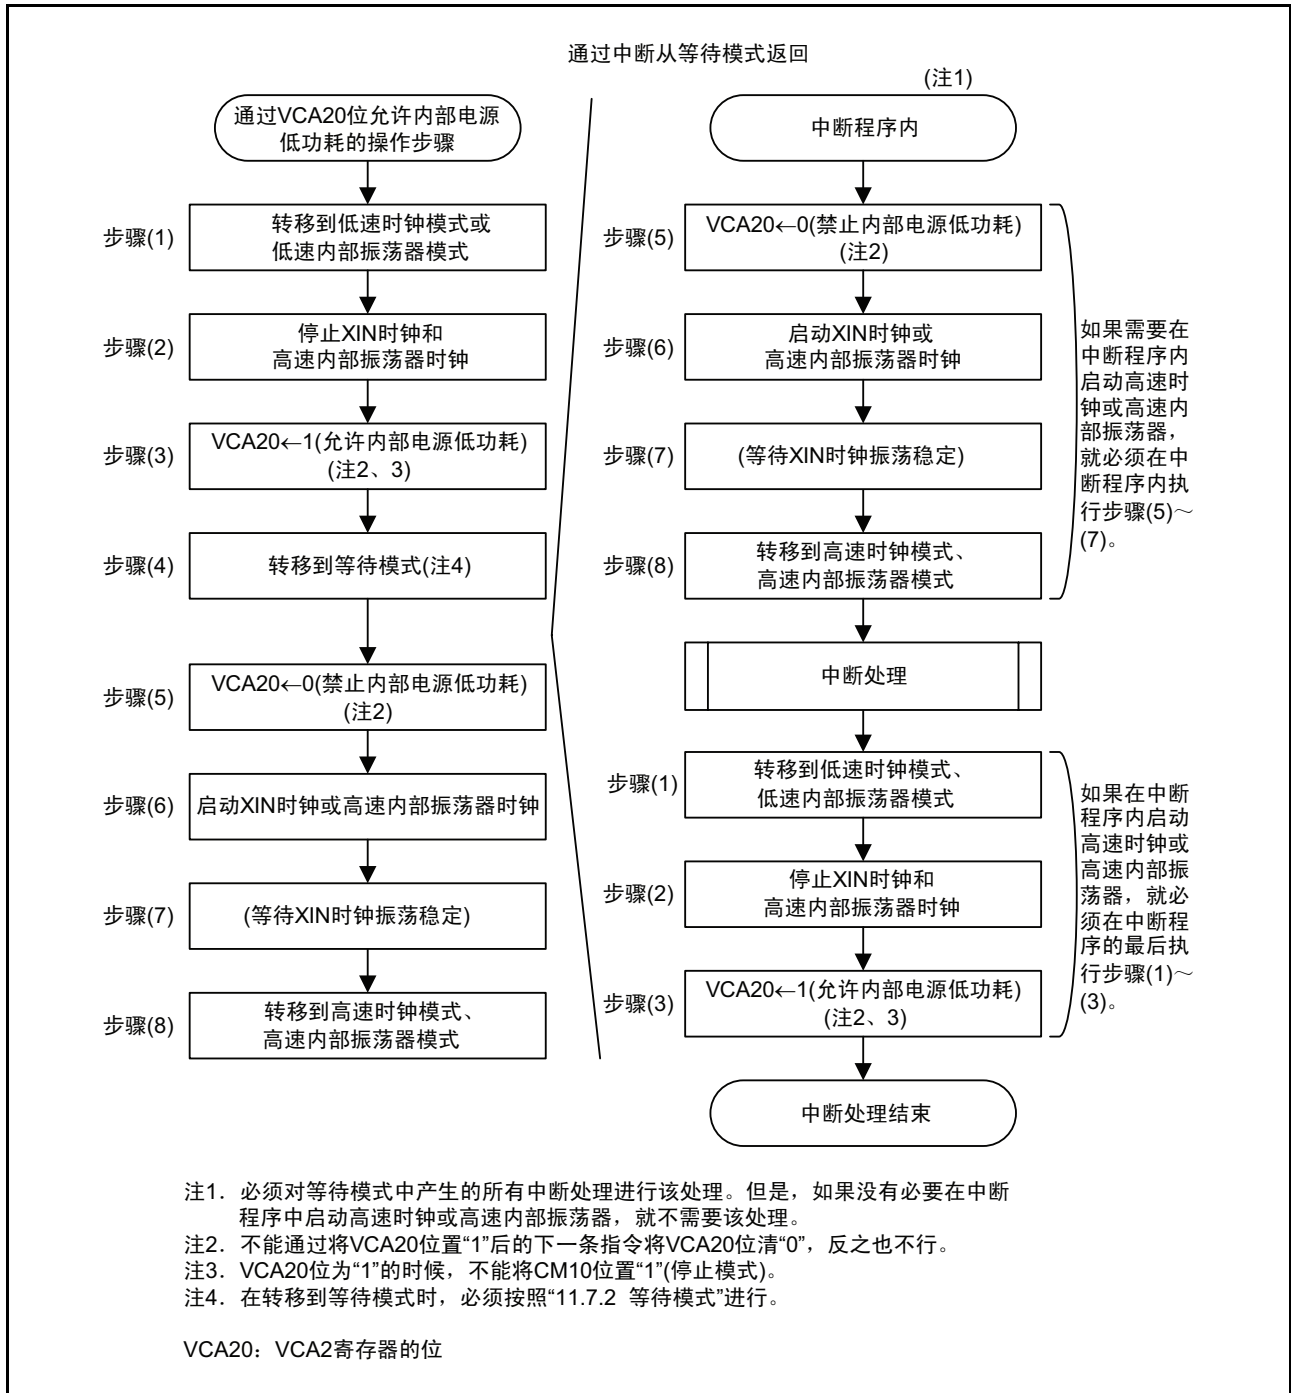 通过中断从等待模式返回
(注1)
通过VCA20位允许内部电源
低功耗的操作步骤
步骤(1)
转移到低速时钟模式或
低速内部振荡器模式
步骤(2)
停止XIN时钟和
高速内部振荡器时钟
步骤(3)
VCA20←1(允许内部电源低功耗)
(注2、3)
步骤(4)
转移到等待模式(注4)
步骤(5)
VCA20←0(禁止内部电源低功耗)
(注2)
步骤(6)
启动XIN时钟或高速内部振荡器时钟
步骤(7)
(等待XIN时钟振荡稳定)
步骤(8)
转移到高速时钟模式、
高速内部振荡器模式
中断程序内
步骤(5)
VCA20←0(禁止内部电源低功耗)
(注2)
步骤(6)
启动XIN时钟或
高速内部振荡器时钟
步骤(7)
(等待XIN时钟振荡稳定)
步骤(8)
转移到高速时钟模式、
高速内部振荡器模式
如果需要在
中断程序内
启动高速时
钟或高速内
部振荡器，
就必须在中
断程序内执
行步骤(5)～
(7)。
中断处理
步骤(1)
转移到低速时钟模式、
低速内部振荡器模式
步骤(2)
停止XIN时钟和
高速内部振荡器时钟
步骤(3)
VCA20←1(允许内部电源低功耗)
(注2、3)
如果在中断
程序内启动
高速时钟或
高速内部振
荡器，就必
须在中断程
序的最后执
行步骤(1)～
(3)。
中断处理结束
注1．必须对等待模式中产生的所有中断处理进行该处理。但是，如果没有必要在中断
程序中启动高速时钟或高速内部振荡器，就不需要该处理。
注2．不能通过将VCA20位置“1”后的下一条指令将VCA20位清“0”，反之也不行。
注3．VCA20位为“1”的时候，不能将CM10位置“1”(停止模式)。
注4．在转移到等待模式时，必须按照“11.7.2 等待模式”进行。
VCA20：VCA2寄存器的位